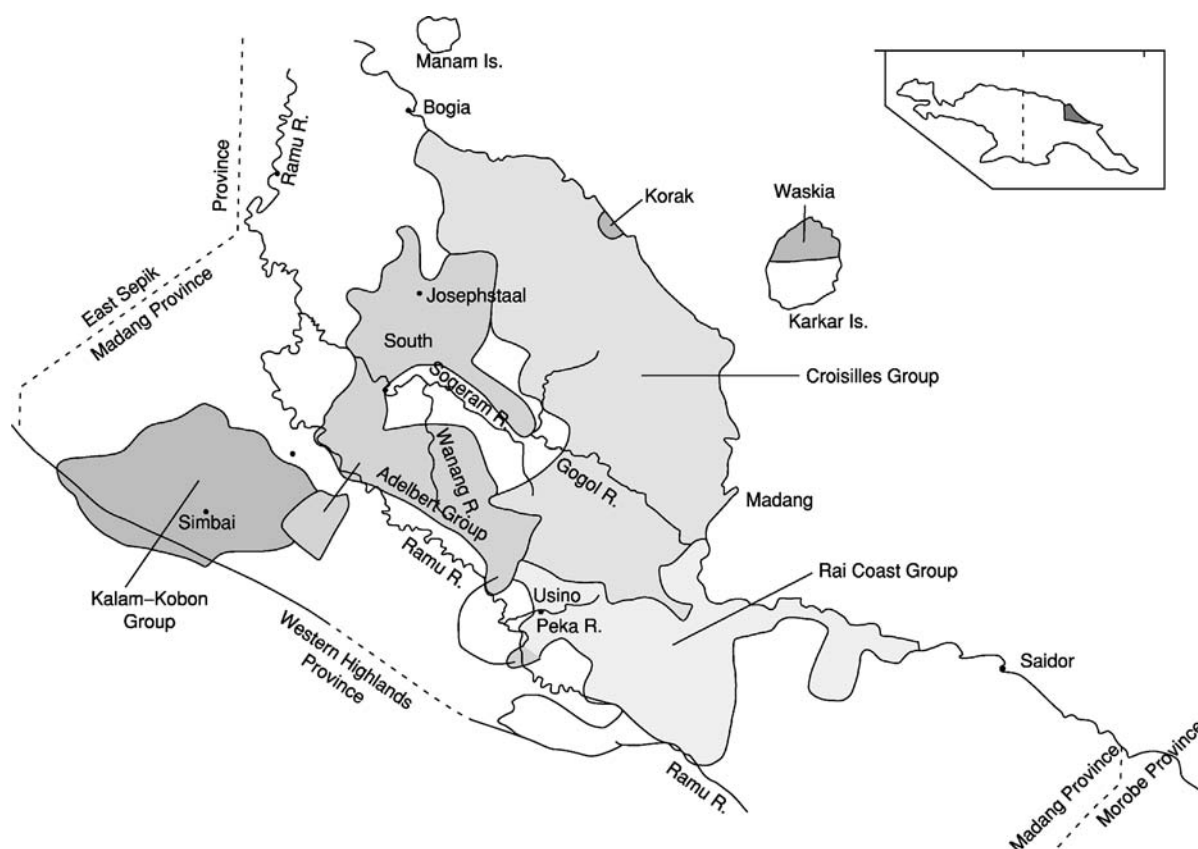 Manam Is.
Bogia
Ramu R.
Province
Korak
Waskia
East Sepik
Madang Province
Josephstaal
Karkar Is.
South
Sogeram R.
Croisilles Group
Wanang R.
Gogol R.
Adelbert Group
Madang
Simbai
Ramu R.
Rai Coast Group
Kalam–Kobon
Group
Usino
Peka R.
Western Highlands
Province
Saidor
Ramu R.
Madang Province
Morobe Province